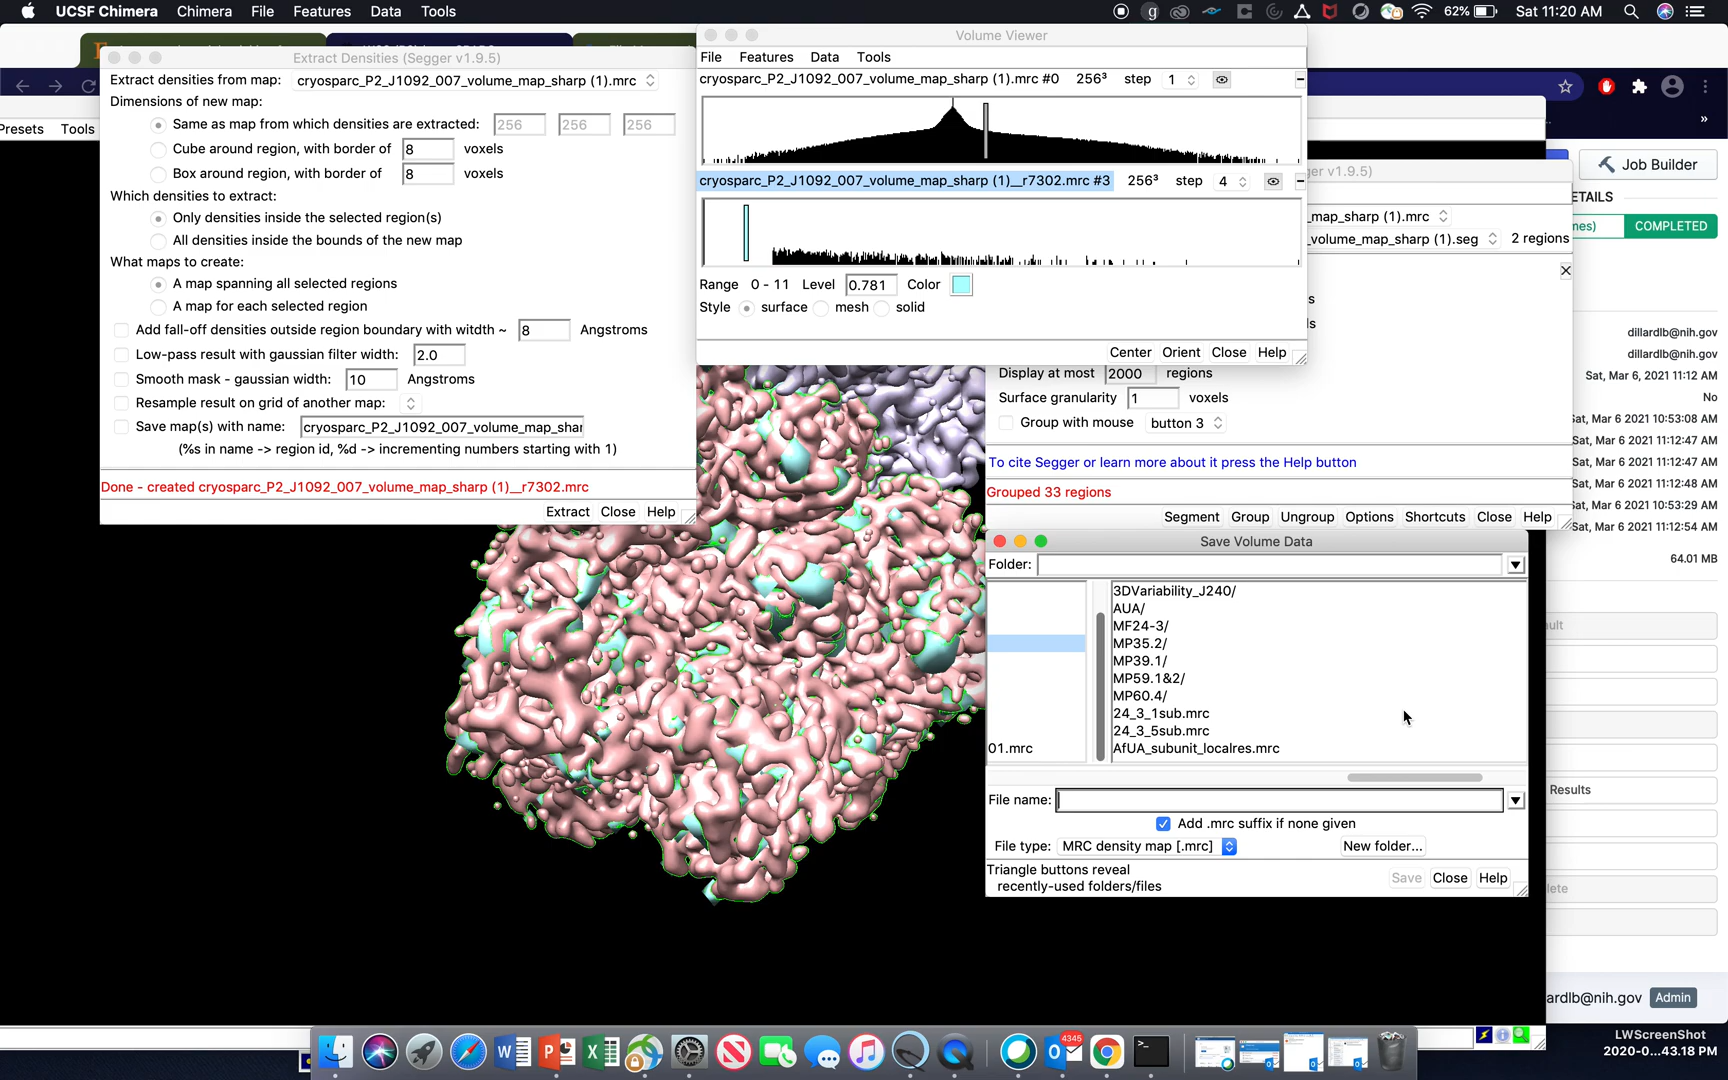 UCSF Chimera Chimera File Features Data Tools
62% Sat 11:20 AM
Presets Tools
Extract Densities (Segger v1.9.5)
Extract densities from map: cryosparc_P2_J1092_007_volume_map_sharp (1).mrc
Dimensions of new map:
Same as map from which densities are extracted: 256 256 256
Cube around region, with border of 8 voxels
Box around region, with border of 8 voxels
Which densities to extract:
Only densities inside the selected region(s)
All densities inside the bounds of the new map
What maps to create:
A map spanning all selected regions
A map for each selected region
Add fall-off densities outside region boundary with witdth ~ 8 Angstroms
Low-pass result with gaussian filter width: 2.0
Smooth mask - gaussian width: 10 Angstroms
Resample result on grid of another map:
Save map(s) with name: cryosparc_P2_J1092_007_volume_map_shar
(%s in name -> region id, %d -> incrementing numbers starting with 1)
Done - created cryosparc_P2_J1092_007_volume_map_sharp (1)__r7302.mrc
Extract Close Help
Volume Viewer
File Features Data Tools
cryosparc_P2_J1092_007_volume_map_sharp (1).mrc #0 256³ step 1
cryosparc_P2_J1092_007_volume_map_sharp (1)__r7302.mrc #3 256³ step 4
Range 0 - 11 Level 0.781 Color
Style surface mesh solid
Center Orient Close Help
ger v1.9.5)
_map_sharp (1).mrc
_volume_map_sharp (1).seg 2 regions
s
ls
Display at most 2000 regions
Surface granularity 1 voxels
Group with mouse button 3
To cite Segger or learn more about it press the Help button
Grouped 33 regions
Segment Group Ungroup Options Shortcuts Close Help
Save Volume Data
Folder:
3DVariability_J240/
AUA/
MF24-3/
MP35.2/
MP39.1/
MP59.1&2/
MP60.4/
24_3_1sub.mrc
24_3_5sub.mrc
01.mrc AfUA_subunit_localres.mrc
File name:
Add .mrc suffix if none given
File type: MRC density map [.mrc] New folder...
Triangle buttons reveal
recently-used folders/files
Save Close Help
Job Builder
ETAILS
nes) COMPLETED
dillardlb@nih.gov
dillardlb@nih.gov
Sat, Mar 6, 2021 11:12 AM
No
Sat, Mar 6 2021 10:53:08 AM
Sat, Mar 6 2021 11:12:47 AM
Sat, Mar 6 2021 11:12:47 AM
Sat, Mar 6 2021 11:12:48 AM
Sat, Mar 6 2021 10:53:29 AM
Sat, Mar 6 2021 11:12:54 AM
64.01 MB
ult
Results
lete
ardlb@nih.gov Admin
LWScreenShot
2020-0...43.18 PM
4345